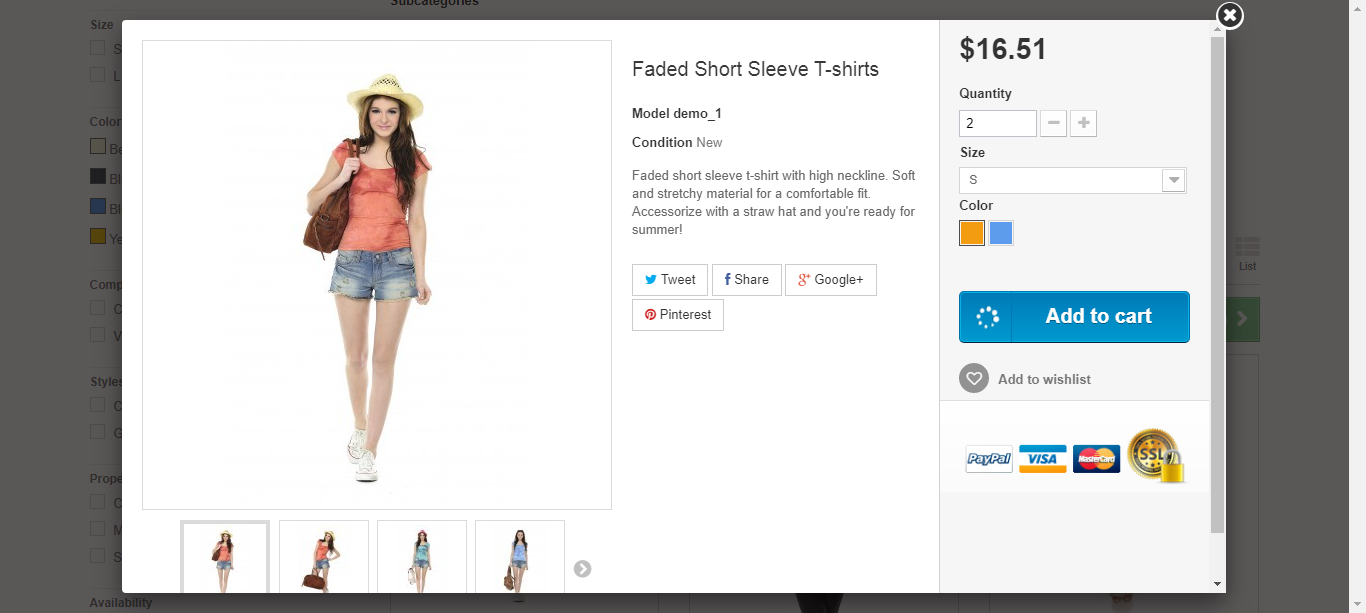 Subcategories
Size
S
L
Color
Be
Bl
Bl
Ye
Comp
C
V
Styles
C
G
Prope
C
M
S
Availability
Faded Short Sleeve T-shirts
Model demo_1
Condition New
Faded short sleeve t-shirt with high neckline. Soft
and stretchy material for a comfortable fit.
Accessorize with a straw hat and you're ready for
summer!
Tweet
f Share
g+ Google+
Pinterest
$16.51
Quantity
2
Size
S
Color
Add to cart
Add to wishlist
PayPal VISA MasterCard SSL
List